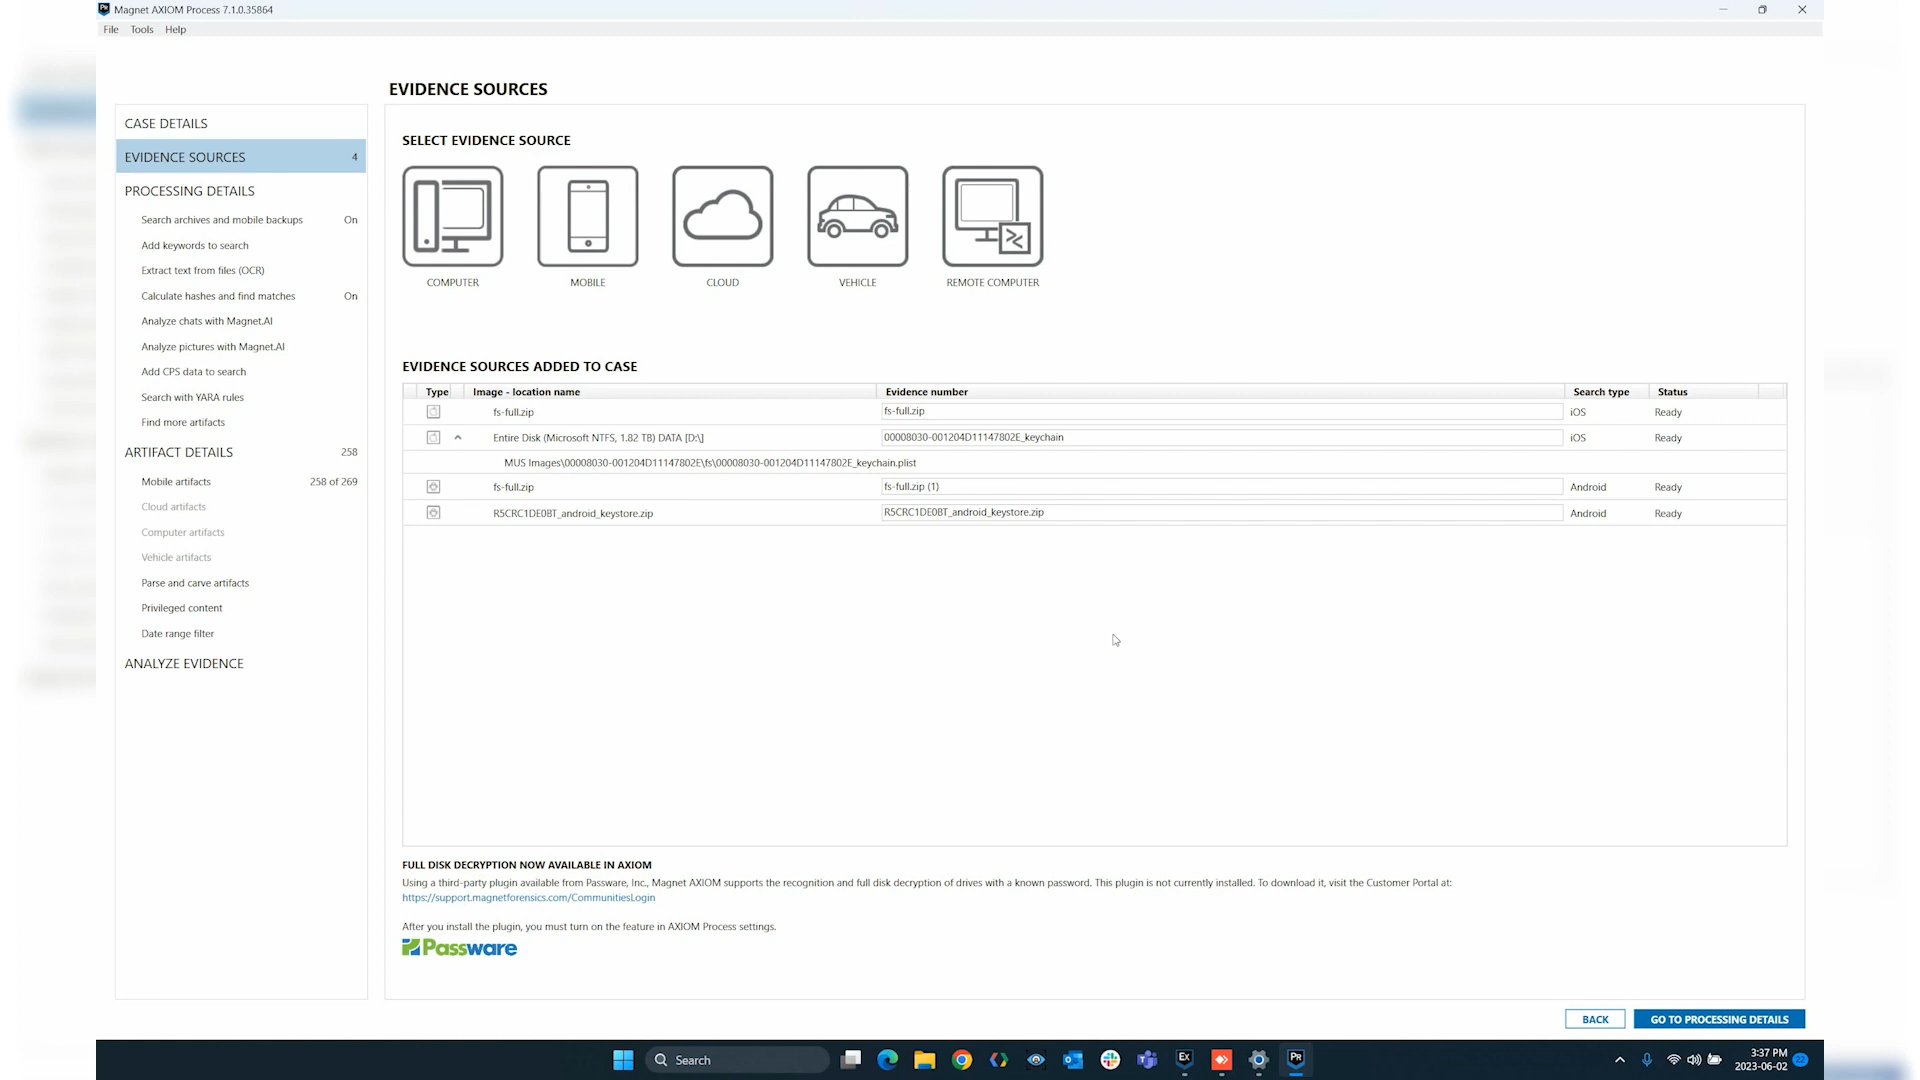 Magnet AXIOM Process 7.1.0.35864
File Tools Help
EVIDENCE SOURCES
CASE DETAILS
EVIDENCE SOURCES 4
PROCESSING DETAILS
Search archives and mobile backups On
Add keywords to search
Extract text from files (OCR)
Calculate hashes and find matches On
Analyze chats with Magnet.AI
Analyze pictures with Magnet.AI
Add CPS data to search
Search with YARA rules
Find more artifacts
ARTIFACT DETAILS 258
Mobile artifacts 258 of 269
Cloud artifacts
Computer artifacts
Vehicle artifacts
Parse and carve artifacts
Privileged content
Date range filter
ANALYZE EVIDENCE
SELECT EVIDENCE SOURCE
COMPUTER MOBILE CLOUD VEHICLE REMOTE COMPUTER
EVIDENCE SOURCES ADDED TO CASE
Type Image - location name Evidence number Search type Status
fs-full.zip fs-full.zip iOS Ready
Entire Disk (Microsoft NTFS, 1.82 TB) DATA [D:\] 00008030-001204D11147802E_keychain iOS Ready
MUS Images\00008030-001204D11147802E\fs\00008030-001204D11147802E_keychain.plist
fs-full.zip fs-full.zip (1) Android Ready
R5CRC1DE0BT_android_keystore.zip R5CRC1DE0BT_android_keystore.zip Android Ready
FULL DISK DECRYPTION NOW AVAILABLE IN AXIOM
Using a third-party plugin available from Passware, Inc., Magnet AXIOM supports the recognition and full disk decryption of drives with a known password. This plugin is not currently installed. To download it, visit the Customer Portal at:
https://support.magnetforensics.com/CommunitiesLogin
After you install the plugin, you must turn on the feature in AXIOM Process settings.
Passware
BACK GO TO PROCESSING DETAILS
Search
EX
PR
3:37 PM
2023-06-02
22